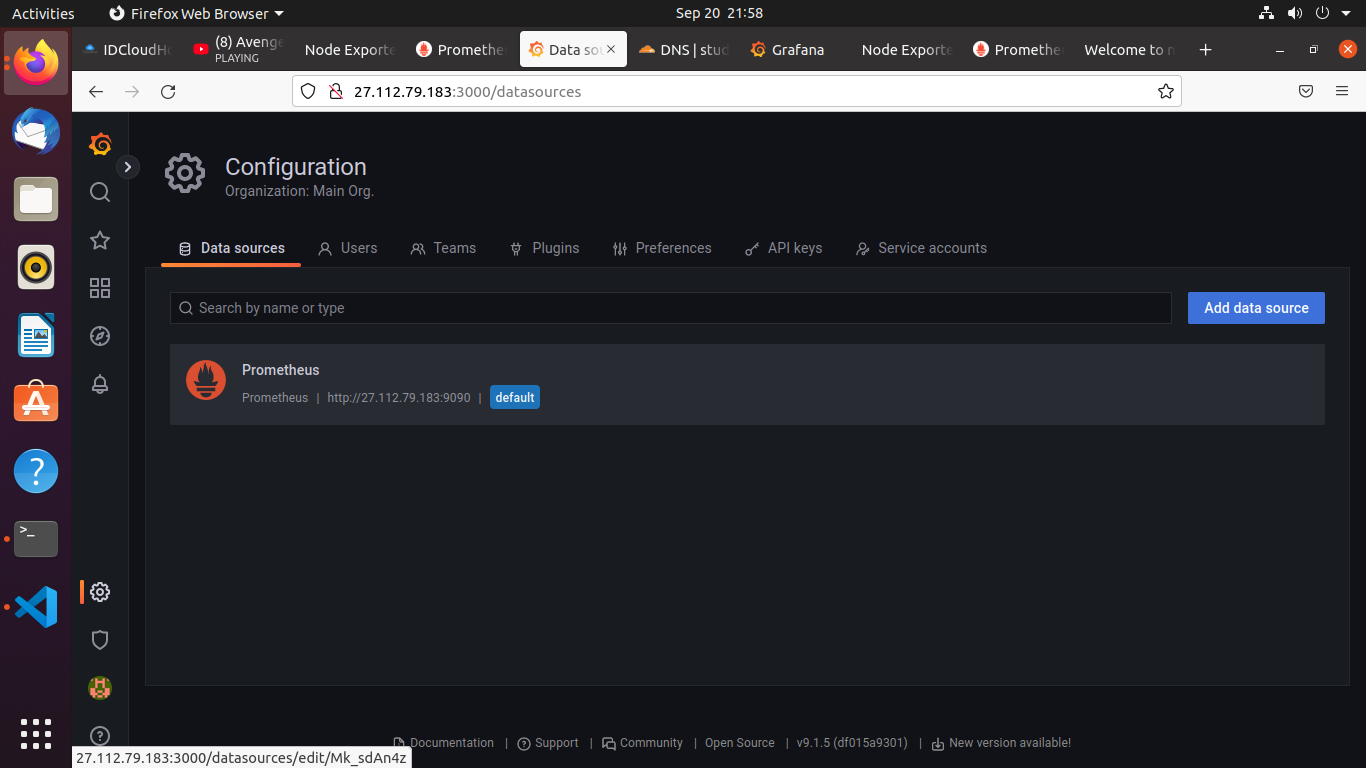 Activities
Firefox Web Browser
Sep 20 21:58
IDCloudHo
(8) Avenge
PLAYING
Node Exporte
Promethe
Data so
DNS | stud
Grafana
Node Exporte
Promethe
Welcome to n
27.112.79.183:3000/datasources
Configuration
Organization: Main Org.
Data sources
Users
Teams
Plugins
Preferences
API keys
Service accounts
Search by name or type
Add data source
Prometheus
Prometheus | http://27.112.79.183:9090 | default
Documentation | Support | Community | Open Source | v9.1.5 (df015a9301) | New version available!
27.112.79.183:3000/datasources/edit/Mk_sdAn4z